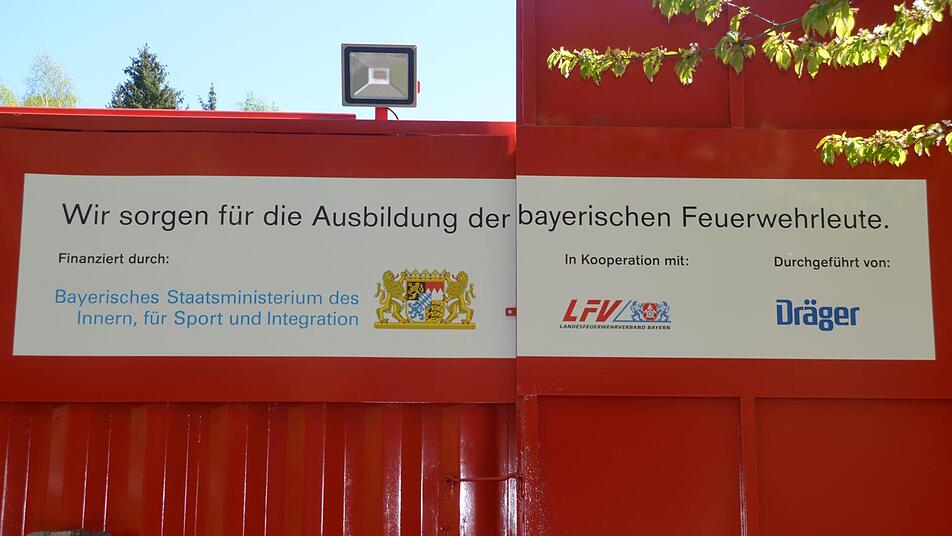 Wir sorgen für die Ausbildung der bayerischen Feuerwehrleute.
Finanziert durch:
Bayerisches Staatsministerium des
Innern, für Sport und Integration
In Kooperation mit:
LFV
LANDESFEUERWEHRVERBAND BAYERN
Durchgeführt von:
Dräger